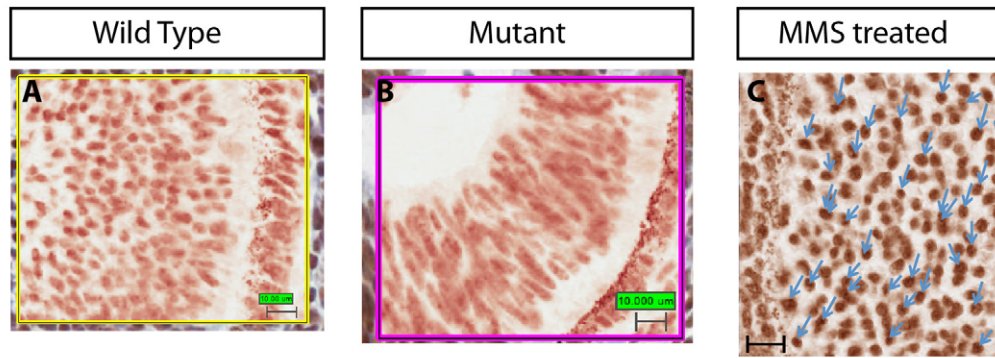 Wild Type
Mutant
MMS treated
A
B
C
10.00 um
10.000 um